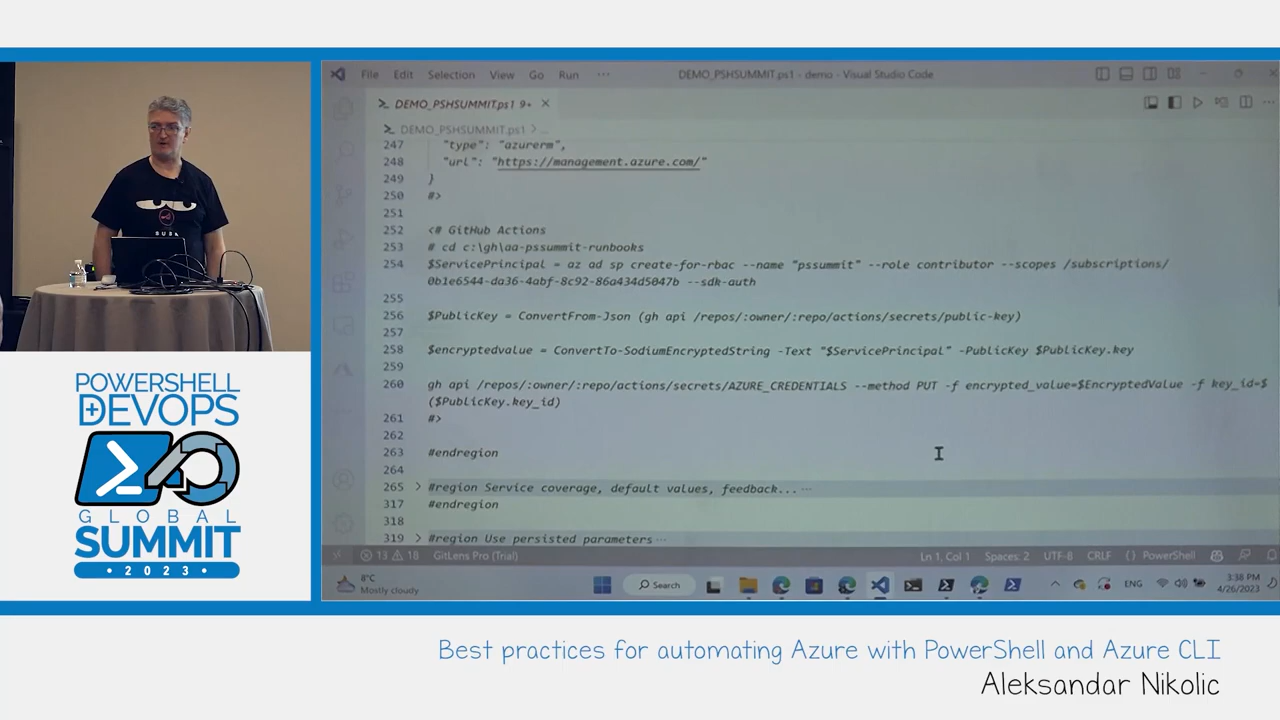 File Edit Selection View Go Run ··· DEMO_PSHSUMMIT.ps1 - demo - Visual Studio Code
DEMO_PSHSUMMIT.ps1 9+
DEMO_PSHSUMMIT.ps1 > ...
247 "type": "azurerm",
248 "url": "https://management.azure.com/"
249 }
250 #>
251
252 <# GitHub Actions
253 # cd c:\gh\aa-pssummit-runbooks
254 $ServicePrincipal = az ad sp create-for-rbac --name "pssummit" --role contributor --scopes /subscriptions/
0b1e6544-da36-4abf-8c92-86a434d5047b --sdk-auth
255
256 $PublicKey = ConvertFrom-Json (gh api /repos/:owner/:repo/actions/secrets/public-key)
257
258 $encryptedvalue = ConvertTo-SodiumEncryptedString -Text "$ServicePrincipal" -PublicKey $PublicKey.key
259
260 gh api /repos/:owner/:repo/actions/secrets/AZURE_CREDENTIALS --method PUT -f encrypted_value=$EncryptedValue -f key_id=$
($PublicKey.key_id)
261 #>
262
263 #endregion
264
265 > #region Service coverage, default values, feedback... ···
317 #endregion
318
319 > #region Use persisted parameters ···
13 18 GitLens Pro (Trial) Ln 1, Col 1 Spaces: 2 UTF-8 CRLF {} PowerShell
8°C
Mostly cloudy
Search
ENG
3:38 PM
4/26/2023
SUSE
POWERSHELL
+DEVOPS
GLOBAL
SUMMIT
· 2023 ·
Best practices for automating Azure with PowerShell and Azure CLI
Aleksandar Nikolic